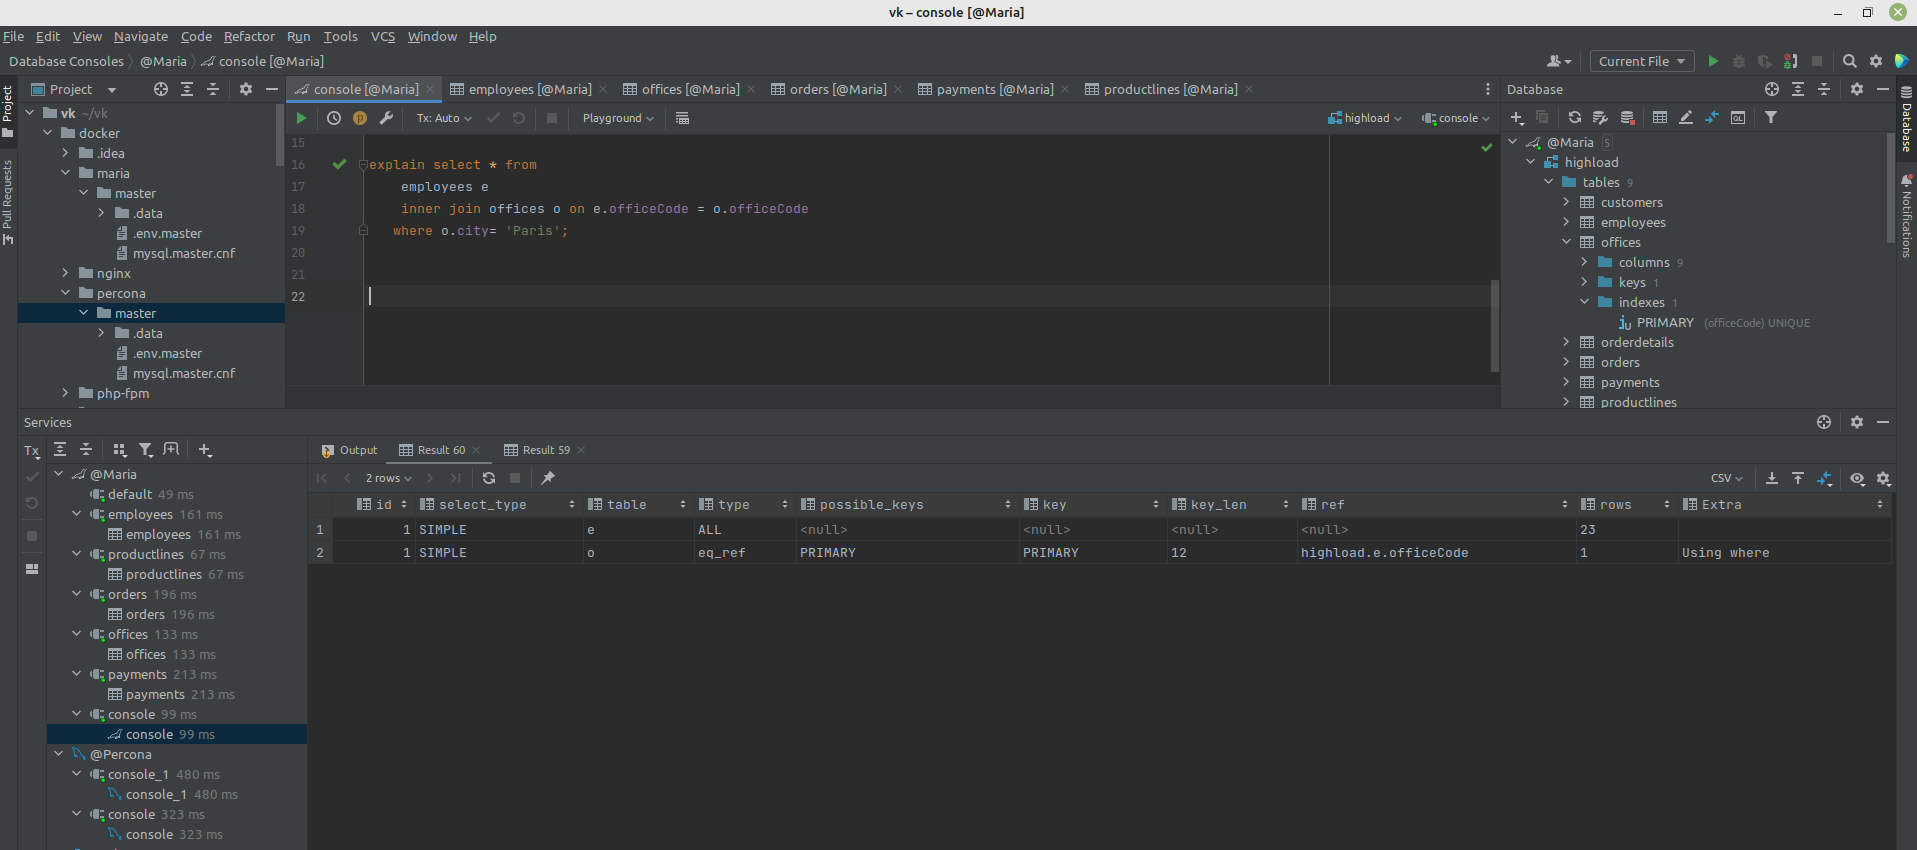 vk – console [@Maria]
File Edit View Navigate Code Refactor Run Tools VCS Window Help
Database Consoles @Maria console [@Maria] Current File
Project
Pull Requests
Project
vk ~/vk
docker
.idea
maria
master
.data
.env.master
mysql.master.cnf
nginx
percona
master
.data
.env.master
mysql.master.cnf
php-fpm
console [@Maria] employees [@Maria] offices [@Maria] orders [@Maria] payments [@Maria] productlines [@Maria]
p Tx: Auto Playground highload console
15
16 explain select * from
17 employees e
18 inner join offices o on e.officeCode = o.officeCode
19 where o.city= 'Paris';
20
21
22
Database
QL
@Maria 5
highload
tables 9
customers
employees
offices
columns 9
keys 1
indexes 1
PRIMARY (officeCode) UNIQUE
orderdetails
orders
payments
productlines
Database
Notifications
Services
Tx
@Maria
default 49 ms
employees 161 ms
employees 161 ms
productlines 67 ms
productlines 67 ms
orders 196 ms
orders 196 ms
offices 133 ms
offices 133 ms
payments 213 ms
payments 213 ms
console 99 ms
console 99 ms
@Percona
console_1 480 ms
console_1 480 ms
console 323 ms
console 323 ms
Output Result 60 Result 59
2 rows CSV
id select_type table type possible_keys key key_len ref rows Extra
1 1 SIMPLE e ALL <null> <null> <null> <null> 23
2 1 SIMPLE o eq_ref PRIMARY PRIMARY 12 highload.e.officeCode 1 Using where